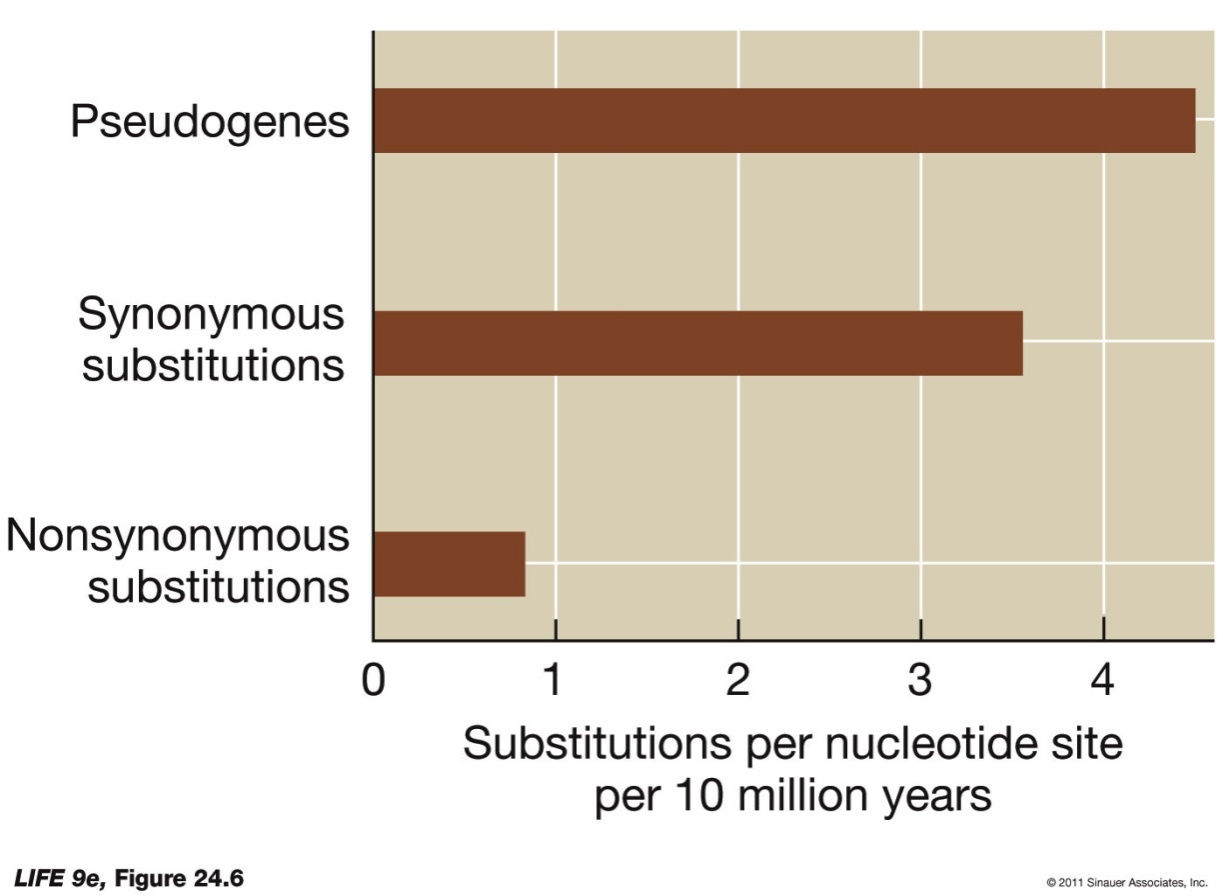 Pseudogenes
Synonymous
substitutions
Nonsynonymous
substitutions
0 1 2 3 4
Substitutions per nucleotide site
per 10 million years
LIFE 9e, Figure 24.6
© 2011 Sinauer Associates, Inc.